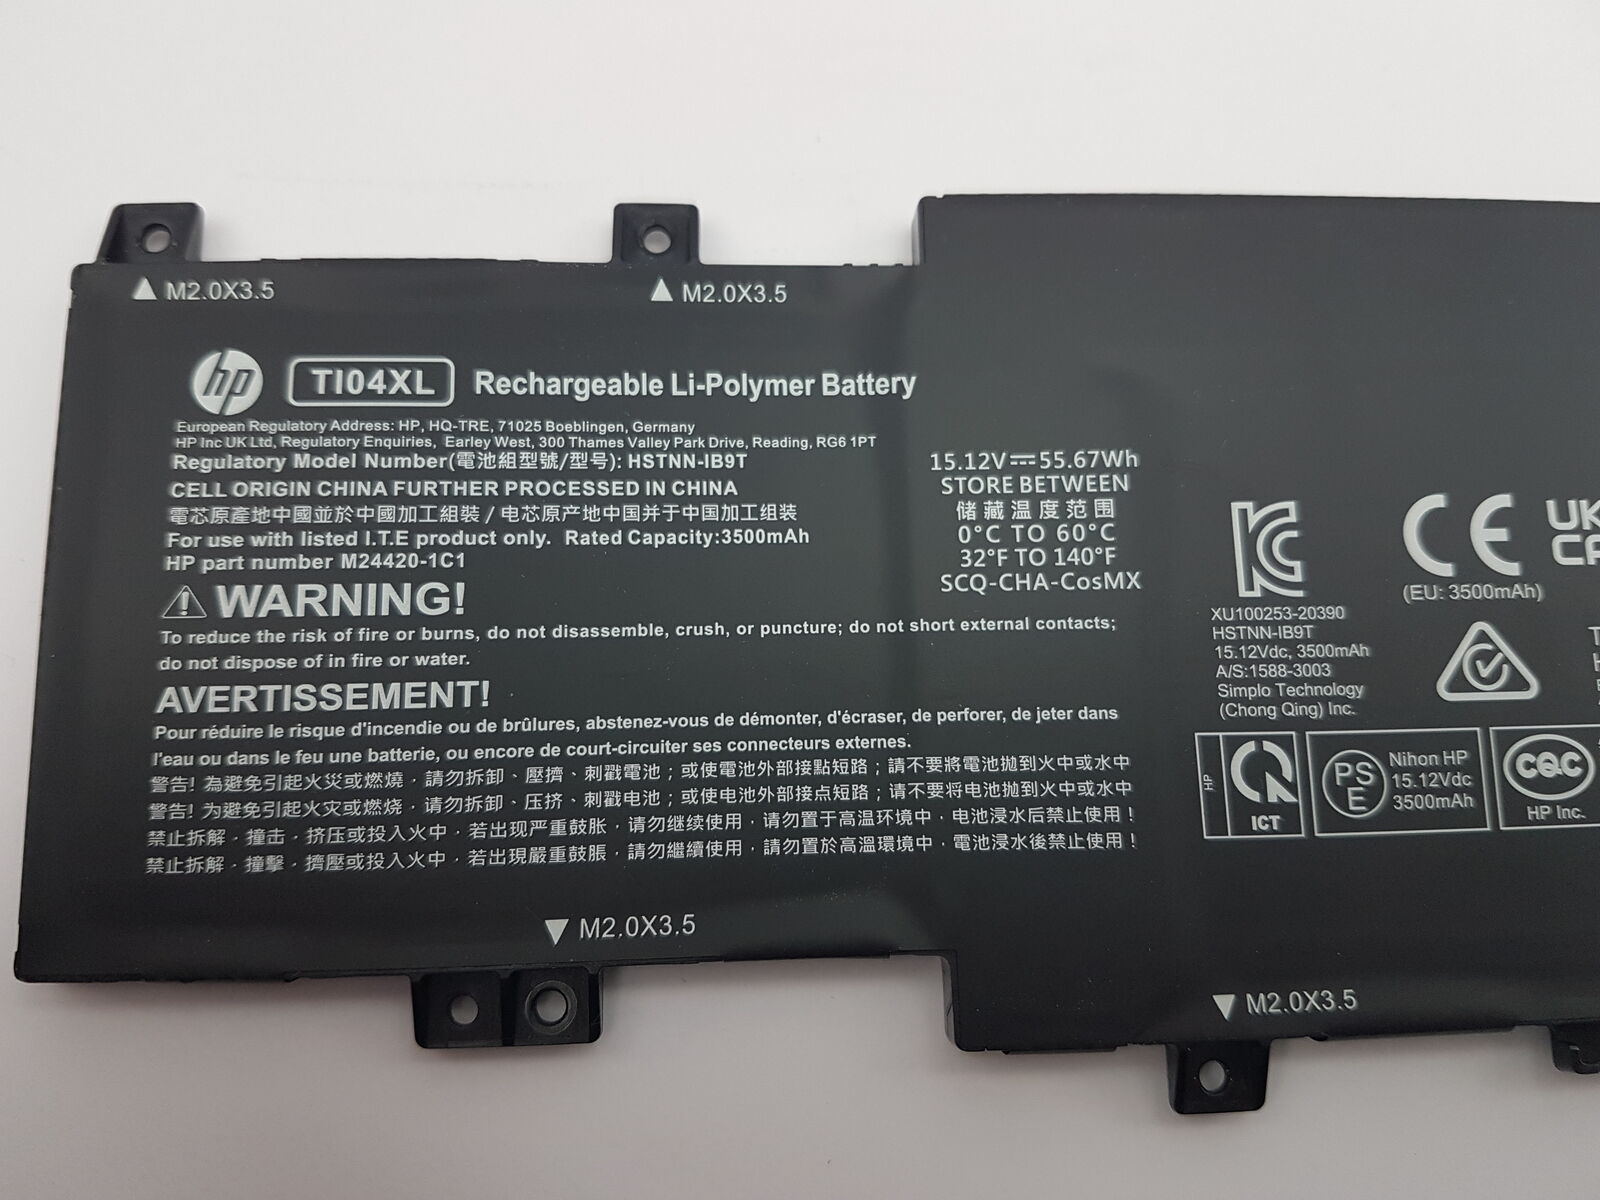 M2.0X3.5
M2.0X3.5
hp TI04XL Rechargeable Li-Polymer Battery
European Regulatory Address: HP, HQ-TRE, 71025 Boeblingen, Germany
HP Inc UK Ltd, Regulatory Enquiries, Earley West, 300 Thames Valley Park Drive, Reading, RG6 1PT
Regulatory Model Number(電池組型號/型号): HSTNN-IB9T
CELL ORIGIN CHINA FURTHER PROCESSED IN CHINA
電芯原產地中國並於中國加工組裝 / 电芯原产地中国并于中国加工组装
For use with listed I.T.E product only. Rated Capacity:3500mAh
HP part number M24420-1C1
15.12V⎓55.67Wh
STORE BETWEEN
储藏温度范围
0°C TO 60°C
32°F TO 140°F
SCQ-CHA-CosMX
WARNING!
To reduce the risk of fire or burns, do not disassemble, crush, or puncture; do not short external contacts;
do not dispose of in fire or water.
AVERTISSEMENT!
Pour réduire le risque d'incendie ou de brûlures, abstenez-vous de démonter, d'écraser, de perforer, de jeter dans
l'eau ou dans le feu une batterie, ou encore de court-circuiter ses connecteurs externes.
警告! 為避免引起火災或燃燒，請勿拆卸、壓擠、刺戳電池；或使電池外部接點短路；請不要將電池拋到火中或水中
警告! 为避免引起火灾或燃烧，请勿拆卸、压挤、刺戳电池；或使电池外部接点短路；请不要将电池抛到火中或水中
禁止拆解，撞击，挤压或投入火中，若出现严重鼓胀，请勿继续使用，请勿置于高温环境中，电池浸水后禁止使用！
禁止拆解，撞擊，擠壓或投入火中，若出現嚴重鼓脹，請勿繼續使用，請勿置於高溫環境中，電池浸水後禁止使用！
M2.0X3.5
KC
XU100253-20390
HSTNN-IB9T
15.12Vdc, 3500mAh
A/S:1588-3003
Simplo Technology
(Chong Qing) Inc.
CE
(EU: 3500mAh)
UK
CA
HP
ICT
PS
E
Nihon HP
15.12Vdc
3500mAh
CQC
HP Inc.
M2.0X3.5